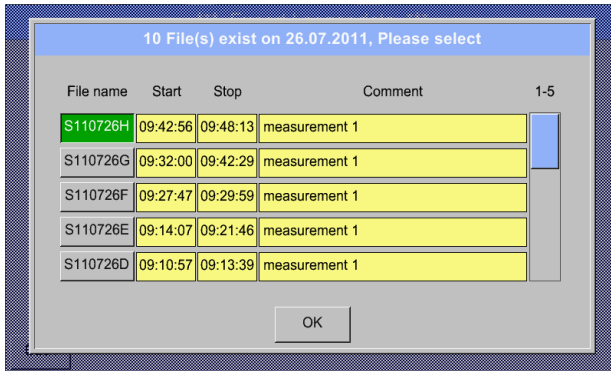 10 File(s) exist on 26.07.2011, Please select
File name Start Stop Comment 1-5
S110726H 09:42:56 09:48:13 measurement 1
S110726G 09:32:00 09:42:29 measurement 1
S110726F 09:27:47 09:29:59 measurement 1
S110726E 09:14:07 09:21:46 measurement 1
S110726D 09:10:57 09:13:39 measurement 1
OK